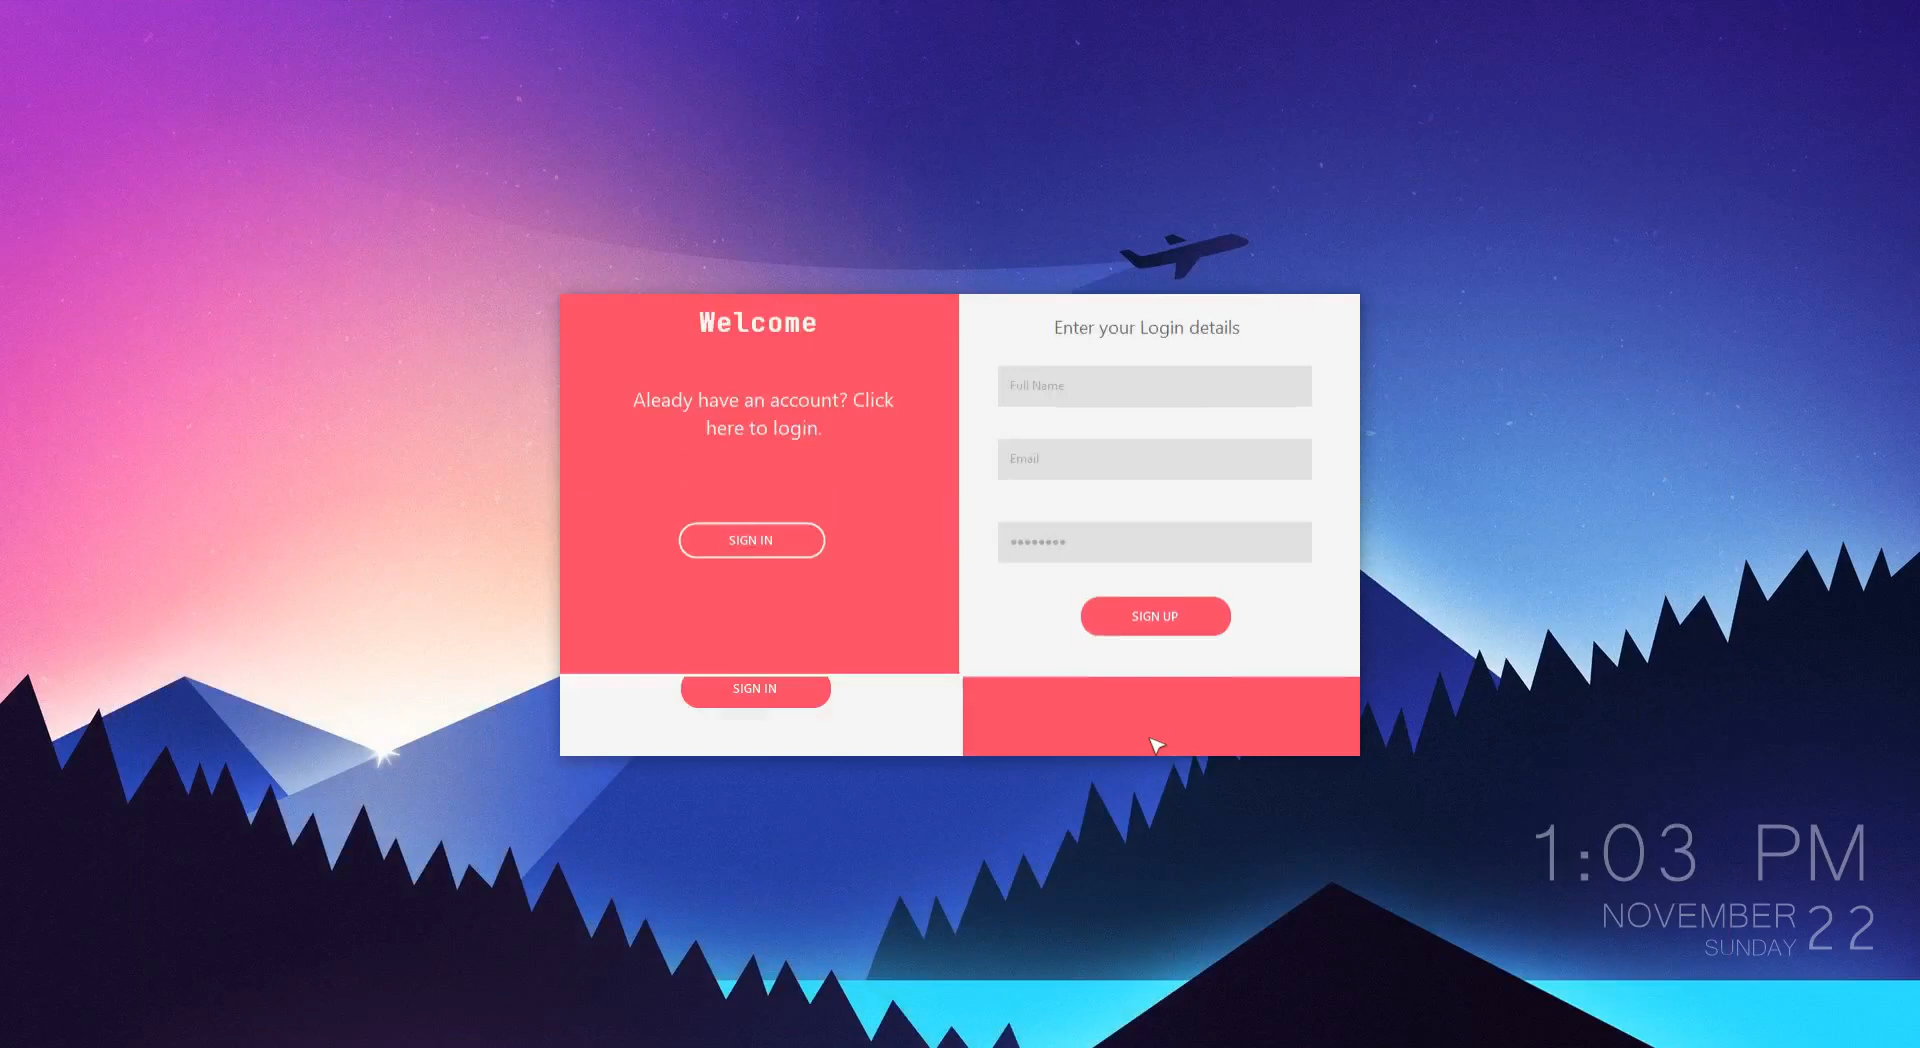 Welcome
Aleady have an account? Click
here to login.
SIGN IN
SIGN IN
Enter your Login details
Full Name
Email
••••••••
SIGN UP
1:03 PM
NOVEMBER 22
SUNDAY